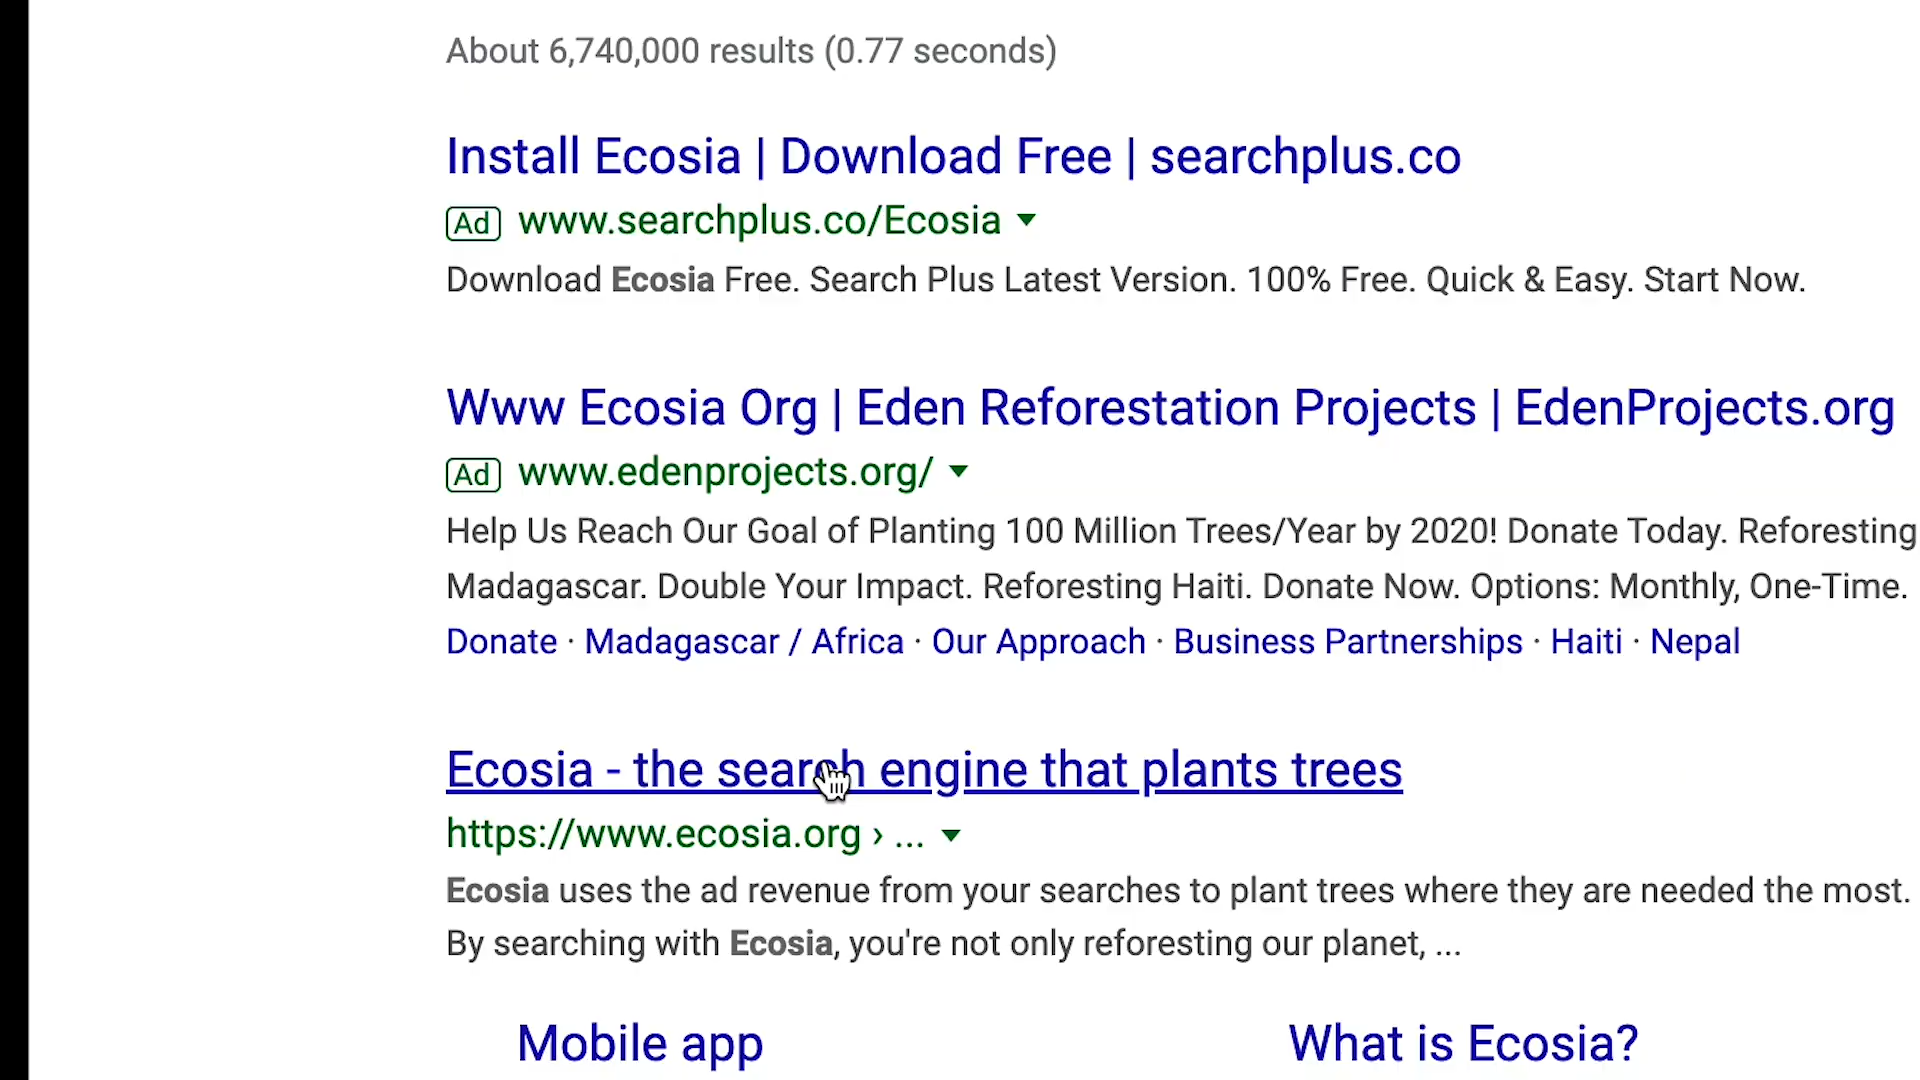 About 6,740,000 results (0.77 seconds)
Install Ecosia | Download Free | searchplus.co
Ad www.searchplus.co/Ecosia
Download Ecosia Free. Search Plus Latest Version. 100% Free. Quick & Easy. Start Now.
Www Ecosia Org | Eden Reforestation Projects | EdenProjects.org
Ad www.edenprojects.org/
Help Us Reach Our Goal of Planting 100 Million Trees/Year by 2020! Donate Today. Reforesting
Madagascar. Double Your Impact. Reforesting Haiti. Donate Now. Options: Monthly, One-Time.
Donate · Madagascar / Africa · Our Approach · Business Partnerships · Haiti · Nepal
Ecosia - the search engine that plants trees
https://www.ecosia.org › ...
Ecosia uses the ad revenue from your searches to plant trees where they are needed the most.
By searching with Ecosia, you're not only reforesting our planet, ...
Mobile app
What is Ecosia?